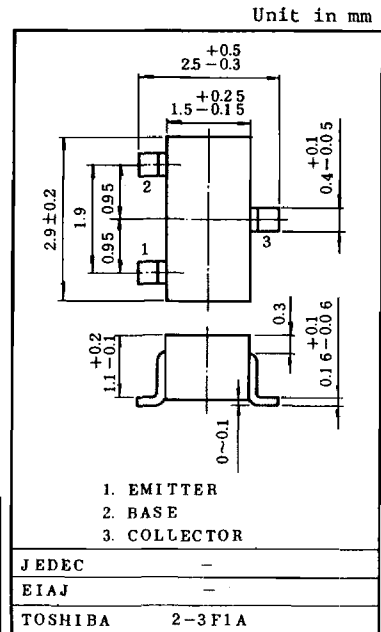 Unit in mm
+0.5
2.5-0.3
+0.25
1.5-0.15
2.9±0.2
1.9
0.95
0.95
2
1
3
+0.1
0.4-0.05
+0.2
1.1-0.1
0.3
+0.1
0.16-0.06
0~0.1
1. EMITTER
2. BASE
3. COLLECTOR
JEDEC —
EIAJ —
TOSHIBA 2-3F1A